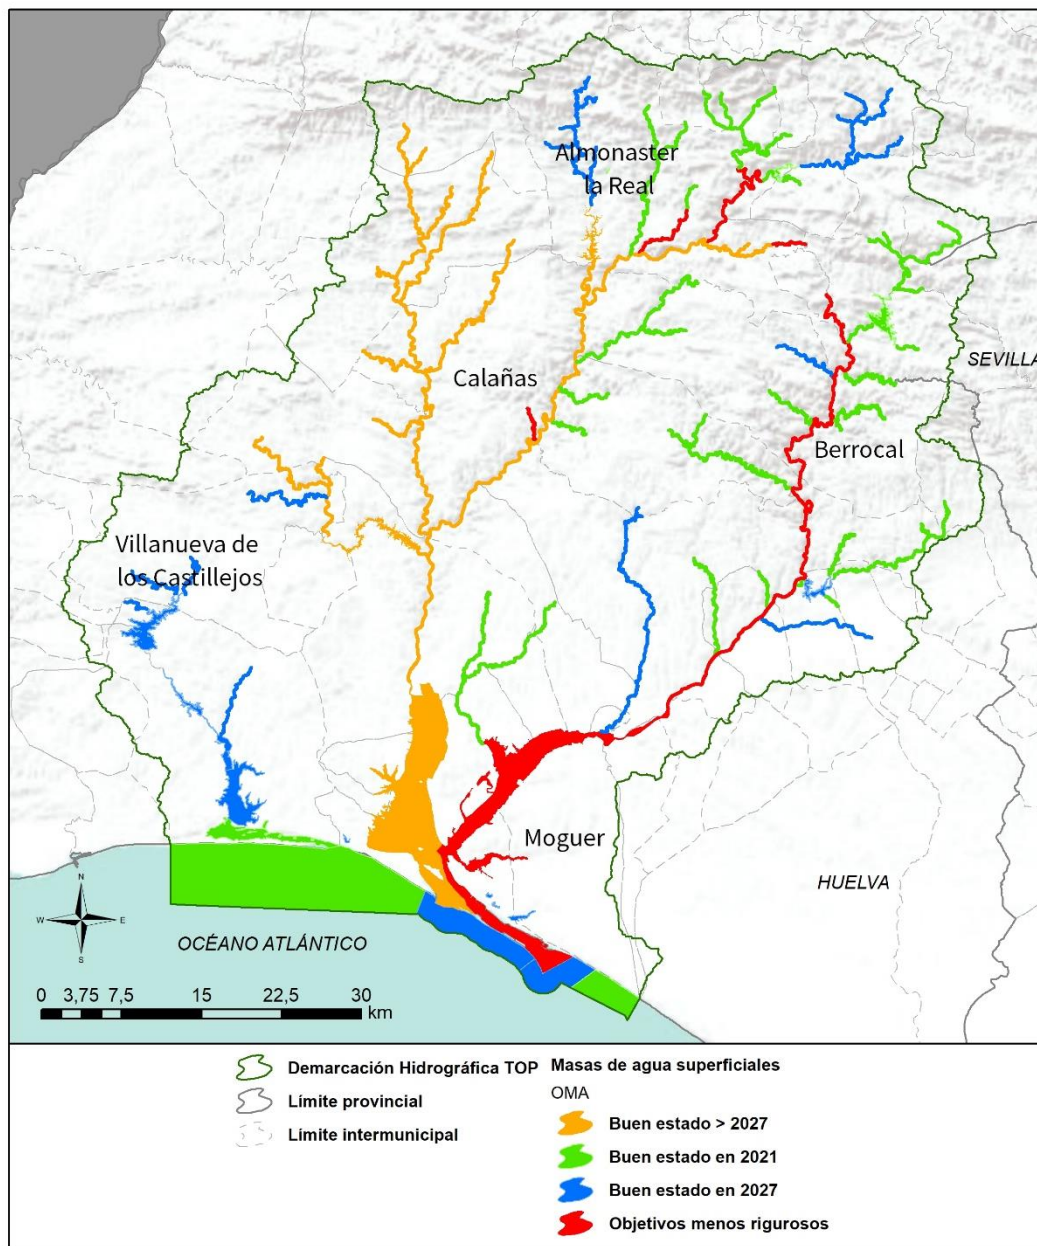 Almonaster
la Real
SEVILLA
Calañas
Berrocal
Villanueva de
los Castillejos
Moguer
HUELVA
N
W
E
S
OCÉANO ATLÁNTICO
0 3,75 7,5 15 22,5 30
km
Demarcación Hidrográfica TOP
Límite provincial
Límite intermunicipal
Masas de agua superficiales
OMA
Buen estado > 2027
Buen estado en 2021
Buen estado en 2027
Objetivos menos rigurosos